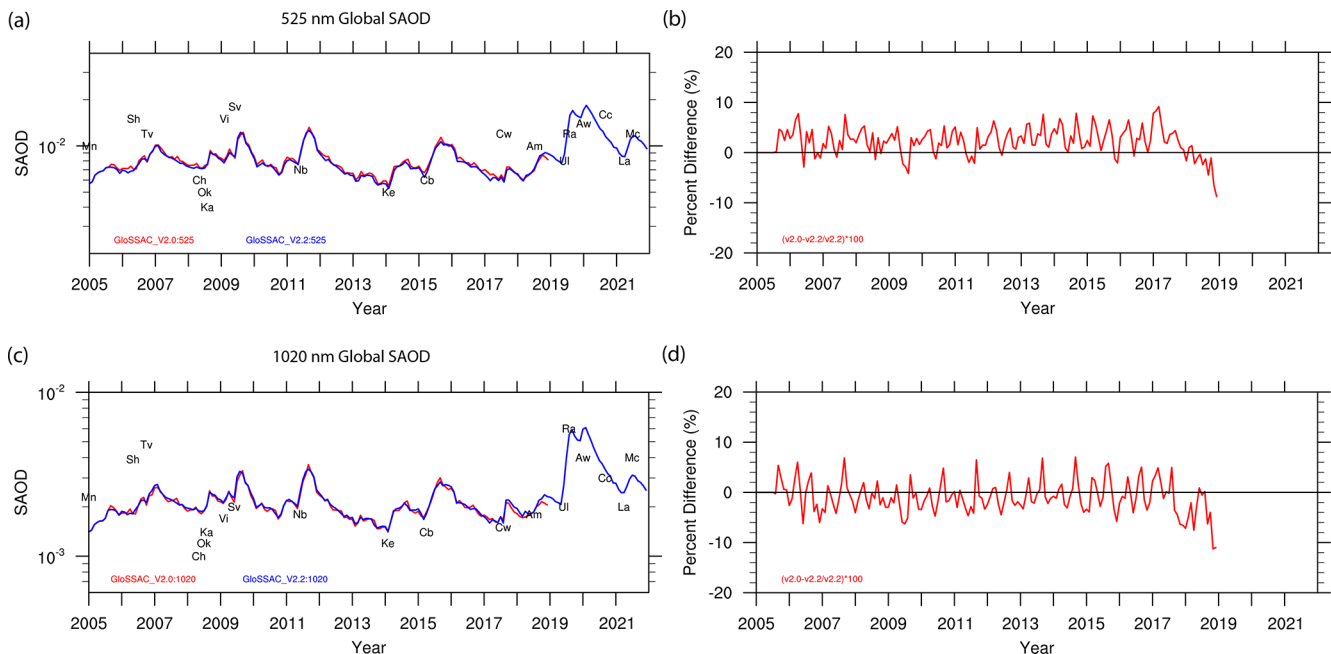 (a)
525 nm Global SAOD
SAOD
10-2
Mn
Sh
Tv
Ch
Ok
Ka
Vi
Sv
Nb
Ke
Cb
Cw
Am
Ul
Ra
Aw
Cc
La
Mc
GloSSAC_V2.0:525
GloSSAC_V2.2:525
2005 2007 2009 2011 2013 2015 2017 2019 2021
Year
(b)
Percent Difference (%)
20
10
0
-10
-20
(v2.0-v2.2/v2.2)*100
2005 2007 2009 2011 2013 2015 2017 2019 2021
Year
(c)
1020 nm Global SAOD
SAOD
10-2
10-3
Mn
Sh
Tv
Ka
Ok
Ch
Vi
Sv
Nb
Ke
Cb
Cw
Am
Ul
Ra
Aw
Cc
La
Mc
GloSSAC_V2.0:1020
GloSSAC_V2.2:1020
2005 2007 2009 2011 2013 2015 2017 2019 2021
Year
(d)
Percent Difference (%)
20
10
0
-10
-20
(v2.0-v2.2/v2.2)*100
2005 2007 2009 2011 2013 2015 2017 2019 2021
Year